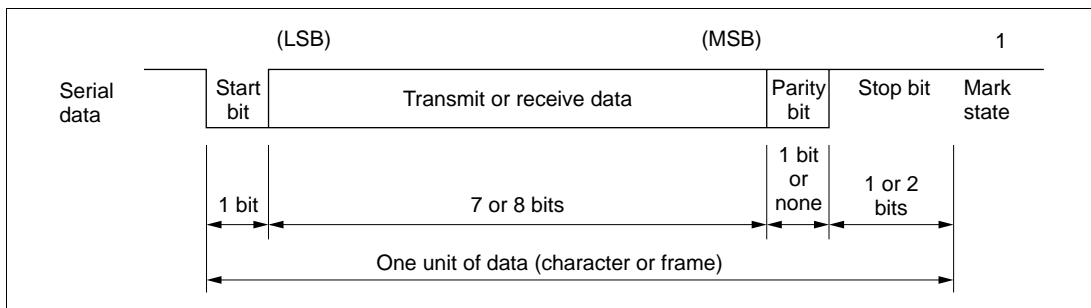 (LSB)
(MSB)
1
Serial
data
Start
bit
Transmit or receive data
Parity
bit
Stop bit
Mark
state
1 bit
7 or 8 bits
1 bit
or
none
1 or 2
bits
One unit of data (character or frame)